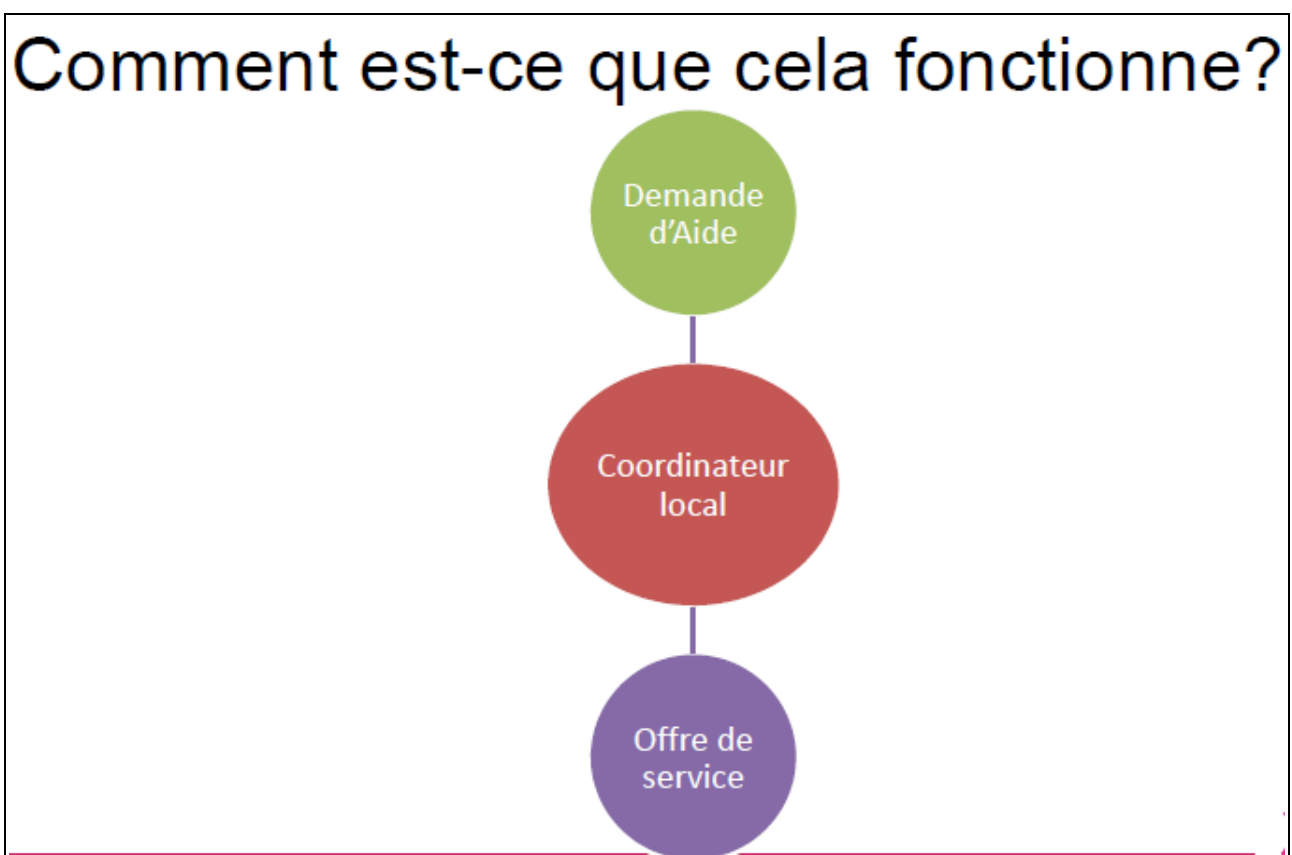 Comment est-ce que cela fonctionne?
Demande
d’Aide
Coordinateur
local
Offre de
service